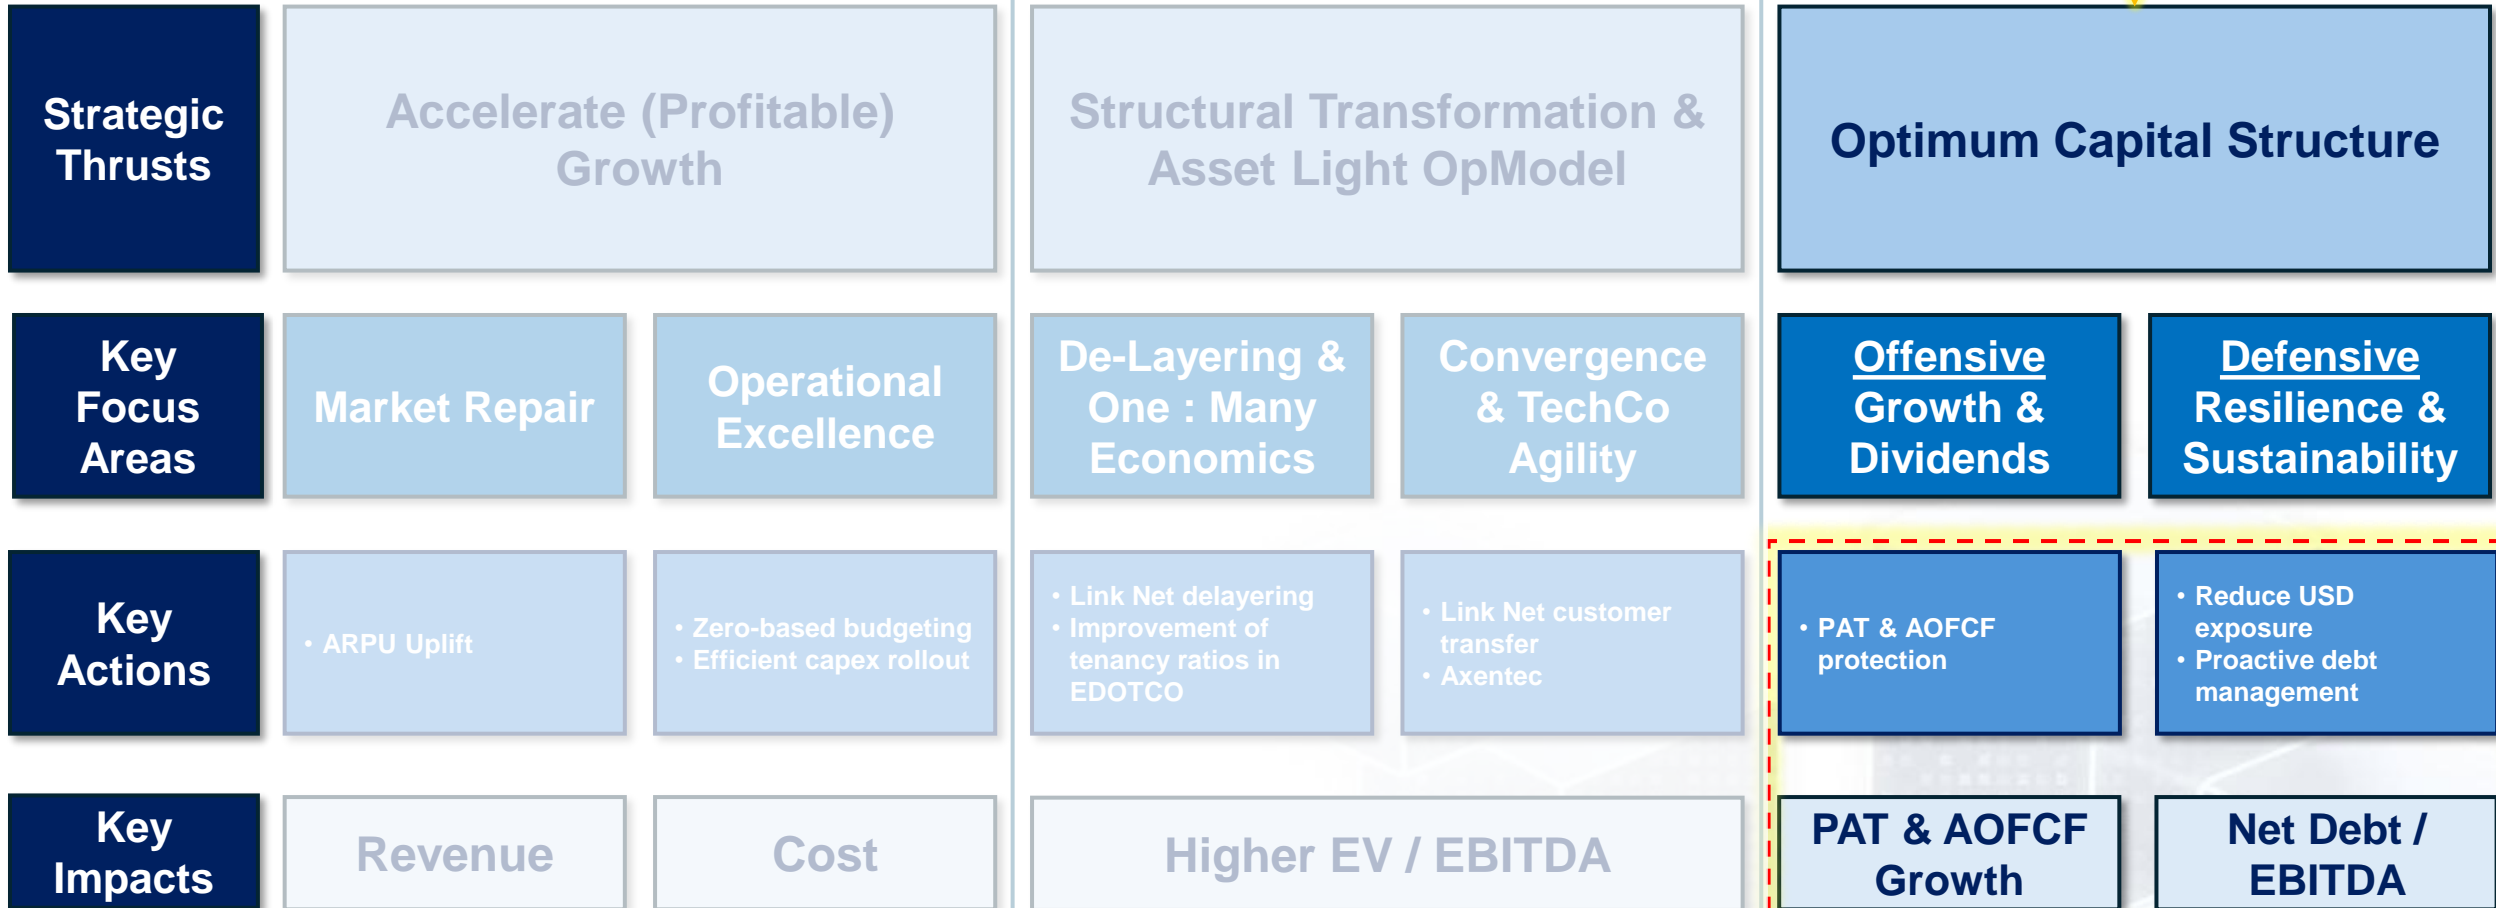 Strategic
Thrusts
Accelerate (Profitable)
Growth
Structural Transformation &
Asset Light OpModel
Optimum Capital Structure
Key
Focus
Areas
Market Repair
Operational
Excellence
De-Layering &
One : Many
Economics
Convergence
& TechCo
Agility
Offensive
Growth &
Dividends
Defensive
Resilience &
Sustainability
Key
Actions
• ARPU Uplift
• Zero-based budgeting
• Efficient capex rollout
• Link Net delayering
• Improvement of
tenancy ratios in
EDOTCO
• Link Net customer
transfer
• Axentec
• PAT & AOFCF
protection
• Reduce USD
exposure
• Proactive debt
management
Key
Impacts
Revenue
Cost
Higher EV / EBITDA
PAT & AOFCF
Growth
Net Debt /
EBITDA